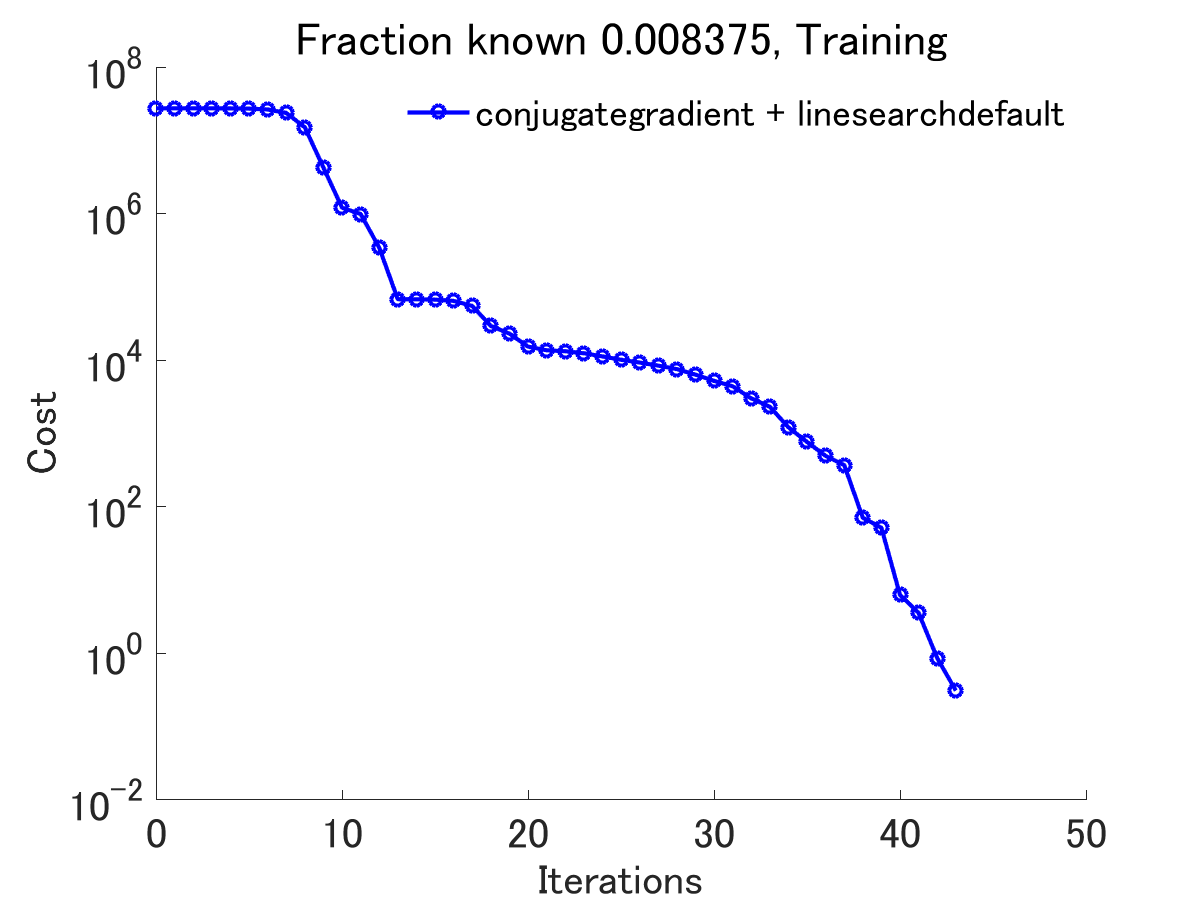 Fraction known 0.008375, Training
conjugategradient + linesearchdefault
10^8
10^6
10^4
10^2
10^0
10^-2
Cost
0 10 20 30 40 50
Iterations